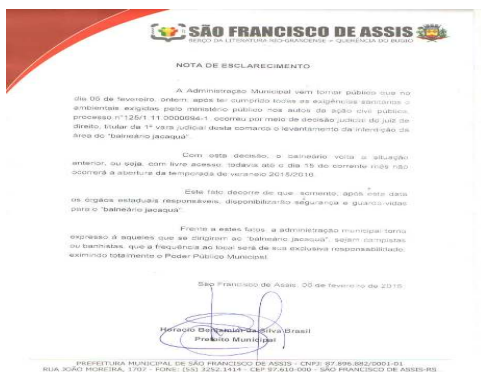 SÃO FRANCISCO DE ASSIS
BERÇO DA LITERATURA RIO-GRANDENSE - QUERÊNCIA DO BUGIO
NOTA DE ESCLARECIMENTO
A Administração Municipal vem tornar público que no
dia 05 de fevereiro, ontem, após ter cumprido todas as exigências sanitárias e
ambientais exigidas pelo ministério público nos autos da ação civil pública,
processo n°125/1.11.0000894-1, ocorreu por meio de decisão judicial do juiz de
direito, titular da 1ª vara judicial desta comarca o levantamento da interdição da
área do "balneário jacaquá".
Com esta decisão, o balneário volta a situação
anterior, ou seja, com livre acesso, todavia até o dia 15 do corrente mês não
ocorrerá a abertura da temporada de veraneio 2015/2016.
Este fato decorre de que somente, após esta data
os órgãos estaduais responsáveis, disponibilizarão segurança e guarda-vidas
para o "balneário jacaquá".
Frente a estes fatos, a administração municipal torna
expresso à aqueles que se dirigirem ao "balneário jacaquá", sejam campistas
ou banhistas, que a frequência ao local será de sua exclusiva responsabilidade,
eximindo totalmente o Poder Público Municipal.
São Francisco de Assis, 06 de fevereiro de 2015.
Horácio Benjamim da Silva Brasil
Prefeito Municipal
PREFEITURA MUNICIPAL DE SÃO FRANCISCO DE ASSIS - CNPJ: 87.896.882/0001-01
RUA JOÃO MOREIRA, 1707 - FONE: (55) 3252.1414 - CEP 97.610-000 - SÃO FRANCISCO DE ASSIS-RS